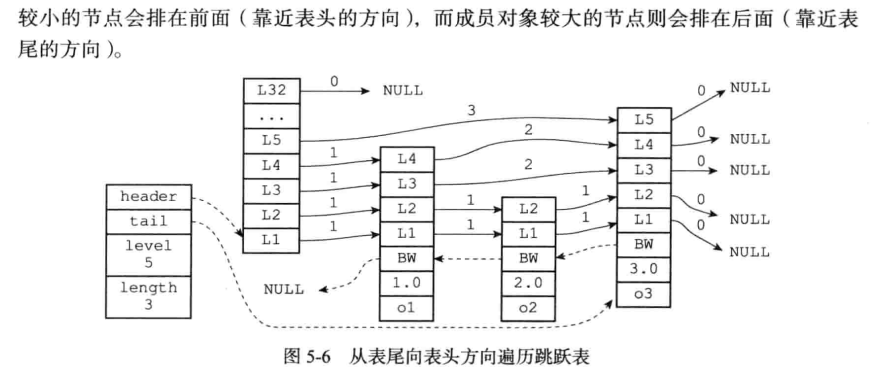 较小的节点会排在前面（靠近表头的方向），而成员对象较大的节点则会排在后面（靠近表
尾的方向）。
L32
0
NULL
...
L5
3
L4
1
L3
1
L2
1
L1
1
header
tail
level
5
length
3
NULL
L4
2
L3
2
L2
1
L1
1
BW
1.0
o1
L2
1
L1
1
BW
2.0
o2
L5
0
NULL
L4
0
NULL
L3
0
NULL
L2
0
NULL
L1
0
NULL
BW
3.0
o3
图 5-6 从表尾向表头方向遍历跳跃表